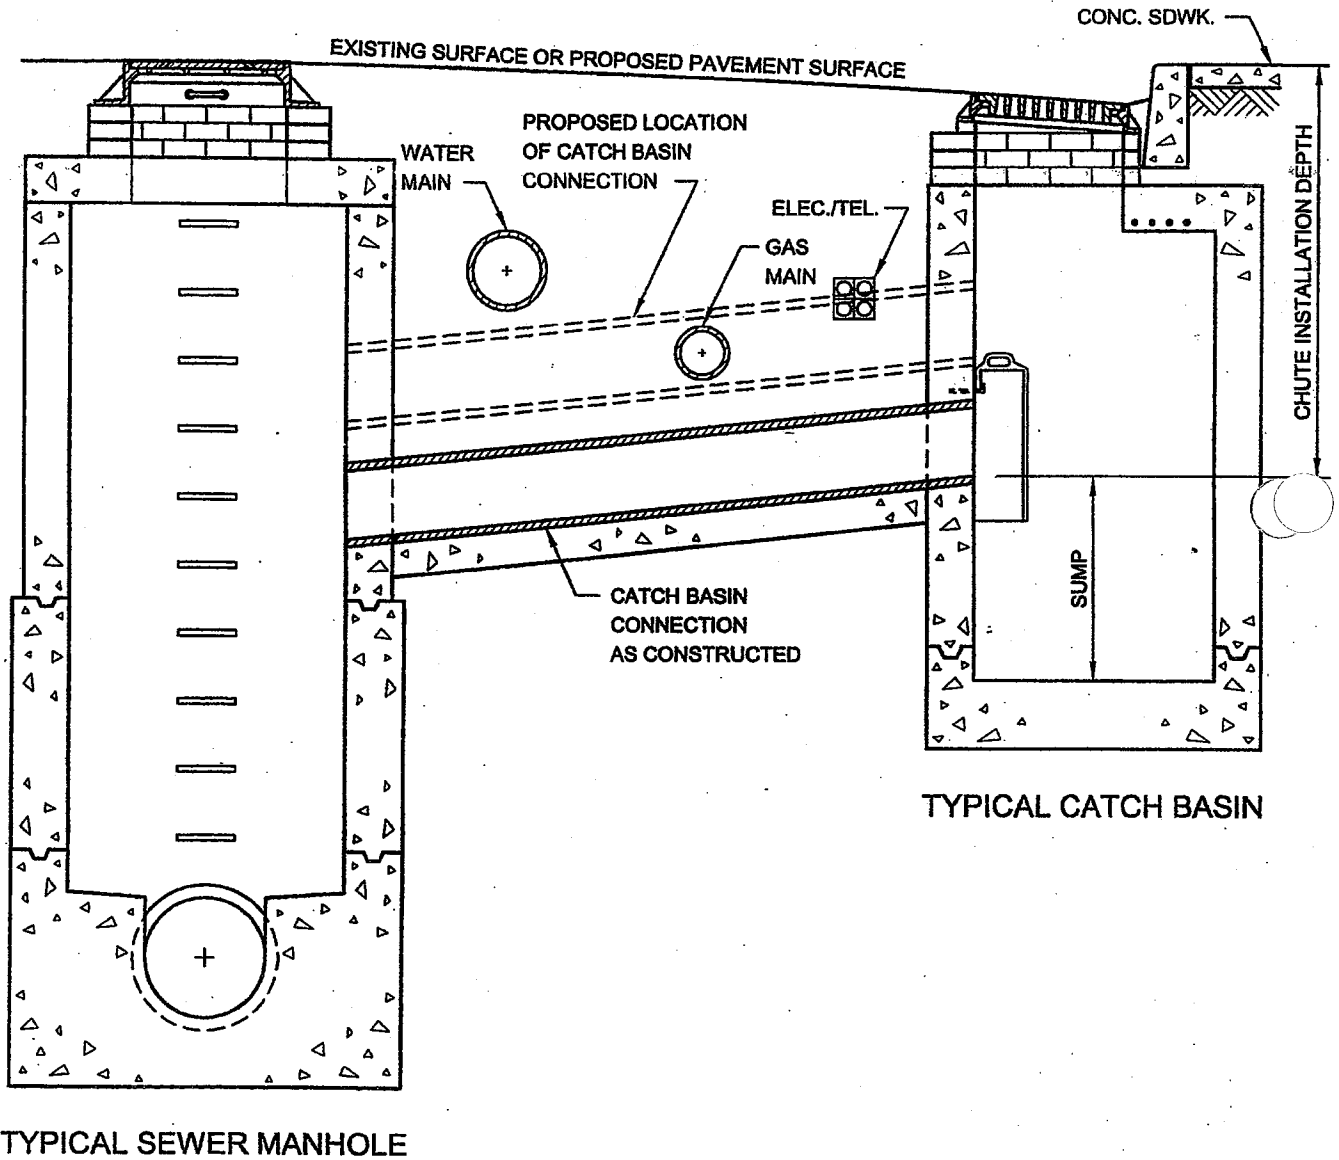 CONC. SDWK.
EXISTING SURFACE OR PROPOSED PAVEMENT SURFACE
PROPOSED LOCATION
OF CATCH BASIN
CONNECTION
WATER
MAIN
ELEC./TEL.
GAS
MAIN
CHUTE INSTALLATION DEPTH
SUMP
CATCH BASIN
CONNECTION
AS CONSTRUCTED
TYPICAL CATCH BASIN
TYPICAL SEWER MANHOLE